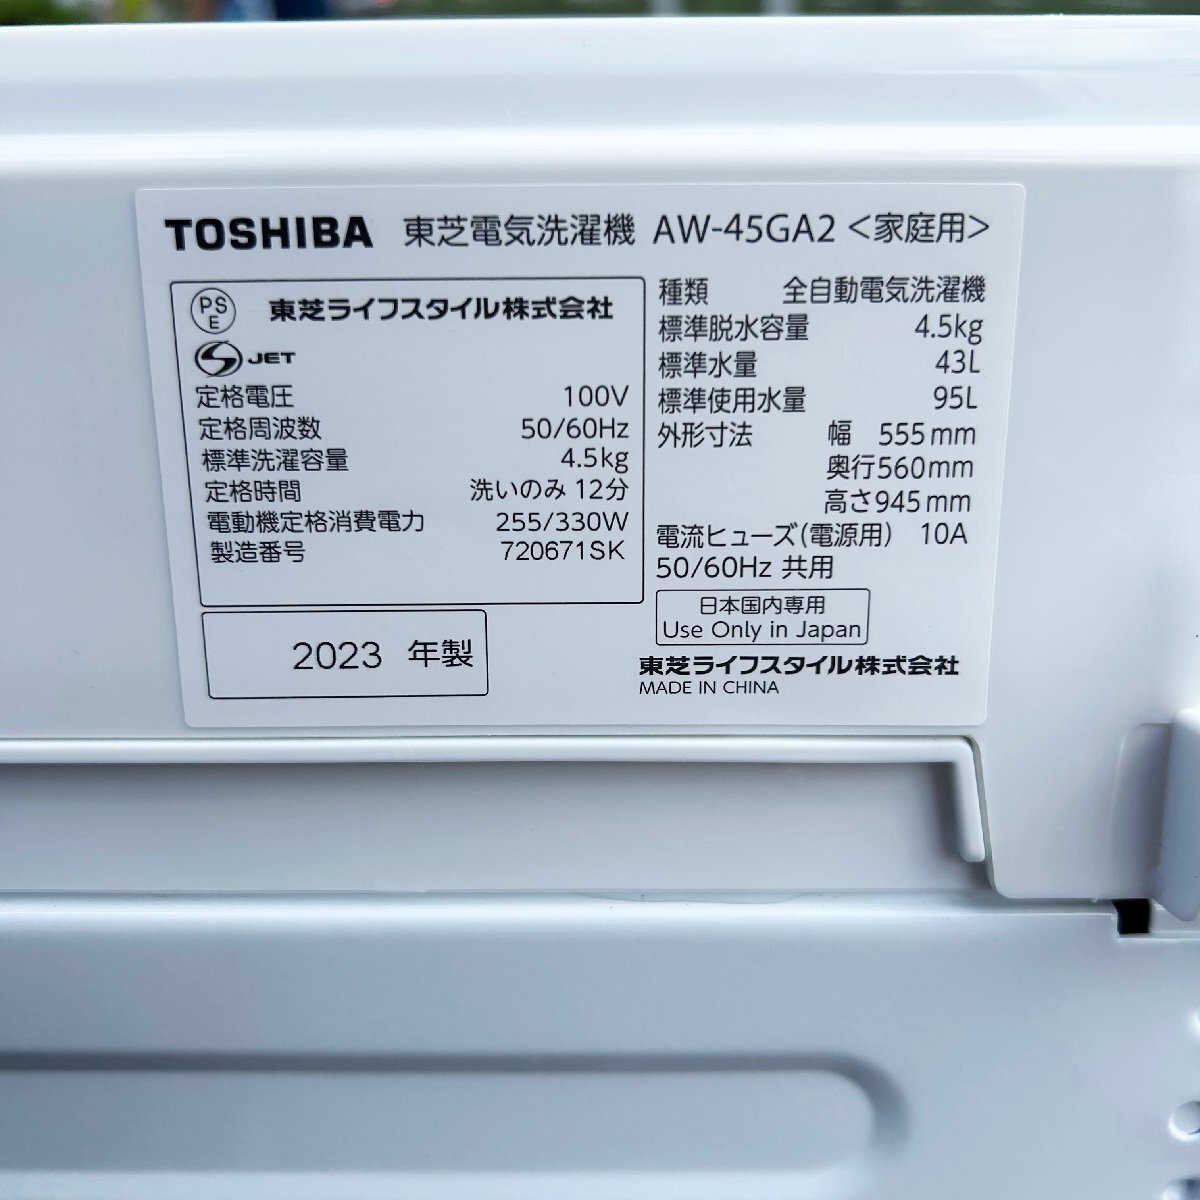 TOSHIBA 東芝電気洗濯機 AW-45GA2 <家庭用>
PS
E
東芝ライフスタイル株式会社
JET
定格電圧 100V
定格周波数 50/60Hz
標準洗濯容量 4.5kg
定格時間 洗いのみ 12分
電動機定格消費電力 255/330W
製造番号 720671SK
2023 年製
種類 全自動電気洗濯機
標準脱水容量 4.5kg
標準水量 43L
標準使用水量 95L
外形寸法 幅 555mm
奥行560mm
高さ945mm
電流ヒューズ(電源用) 10A
50/60Hz 共用
日本国内専用
Use Only in Japan
東芝ライフスタイル株式会社
MADE IN CHINA